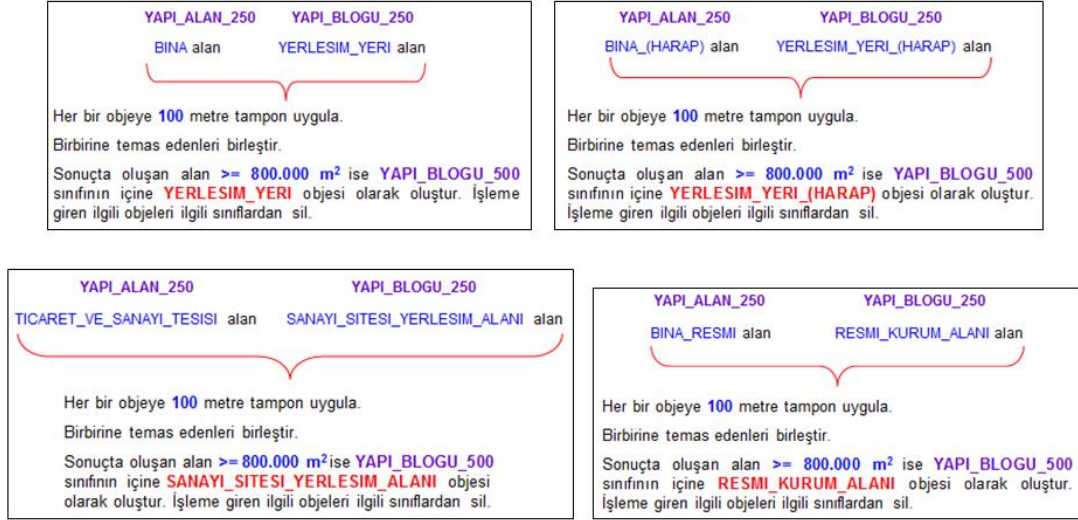 YAPI_ALAN_250 YAPI_BLOGU_250
BINA alan YERLESIM_YERI alan
Her bir objeye 100 metre tampon uygula.
Birbirine temas edenleri birleştir.
Sonuçta oluşan alan >= 800.000 m² ise YAPI_BLOGU_500
sınıfının içine YERLESIM_YERI objesi olarak oluştur. İşleme
giren ilgili objeleri ilgili sınıflardan sil.
YAPI_ALAN_250 YAPI_BLOGU_250
BINA_(HARAP) alan YERLESIM_YERI_(HARAP) alan
Her bir objeye 100 metre tampon uygula.
Birbirine temas edenleri birleştir.
Sonuçta oluşan alan >= 800.000 m² ise YAPI_BLOGU_500
sınıfının içine YERLESIM_YERI_(HARAP) objesi olarak oluştur.
İşleme giren ilgili objeleri ilgili sınıflardan sil.
YAPI_ALAN_250 YAPI_BLOGU_250
TICARET_VE_SANAYI_TESISI alan SANAYI_SITESI_YERLESIM_ALANI alan
Her bir objeye 100 metre tampon uygula.
Birbirine temas edenleri birleştir.
Sonuçta oluşan alan >= 800.000 m² ise YAPI_BLOGU_500
sınıfının içine SANAYI_SITESI_YERLESIM_ALANI objesi
olarak oluştur. İşleme giren ilgili objeleri ilgili sınıflardan sil.
YAPI_ALAN_250 YAPI_BLOGU_250
BINA_RESMI alan RESMI_KURUM_ALANI alan
Her bir objeye 100 metre tampon uygula.
Birbirine temas edenleri birleştir.
Sonuçta oluşan alan >= 800.000 m² ise YAPI_BLOGU_500
sınıfının içine RESMI_KURUM_ALANI objesi olarak oluştur.
İşleme giren ilgili objeleri ilgili sınıflardan sil.